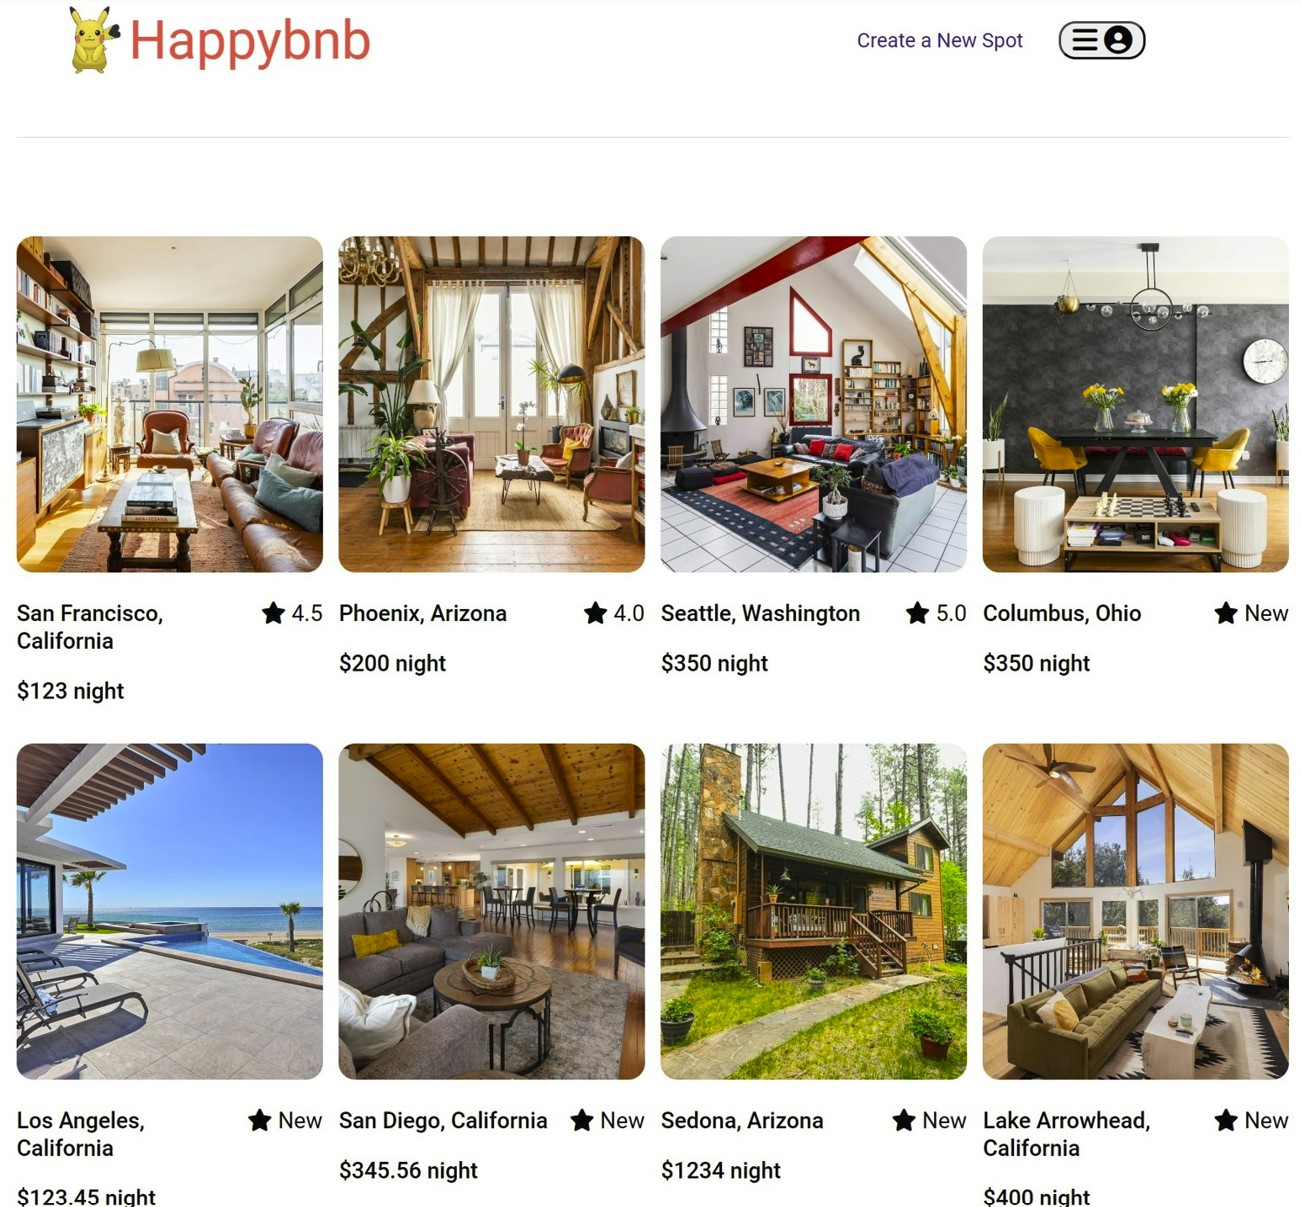 Happybnb
Create a New Spot
San Francisco,
California
4.5
$123 night
Phoenix, Arizona
4.0
$200 night
Seattle, Washington
5.0
$350 night
Columbus, Ohio
New
$350 night
Los Angeles,
California
New
$123.45 night
San Diego, California
New
$345.56 night
Sedona, Arizona
New
$1234 night
Lake Arrowhead,
California
New
$400 night